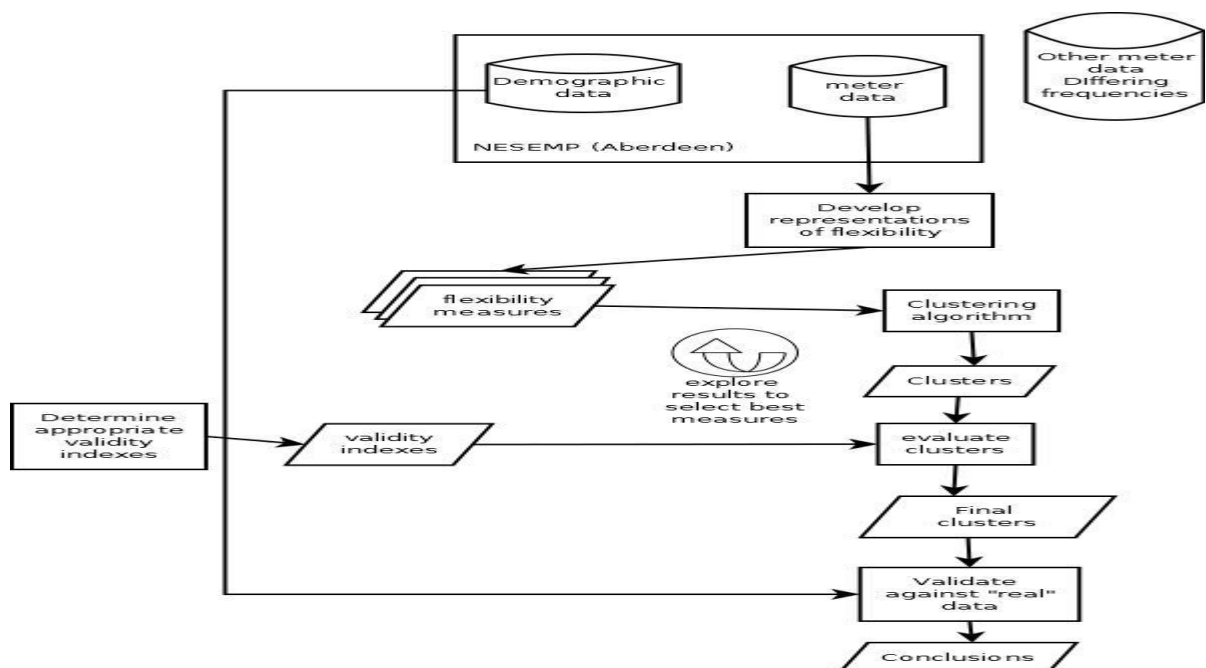 Demographic
data
meter
data
Other meter
data
DIffering
frequencies
NESEMP (Aberdeen)
Develop
representations
of flexibility
flexibility
measures
Clustering
algorithm
explore
results to
select best
measures
Clusters
Determine
appropriate
validity
indexes
validity
indexes
evaluate
clusters
Final
clusters
Validate
against "real"
data
Conclusions